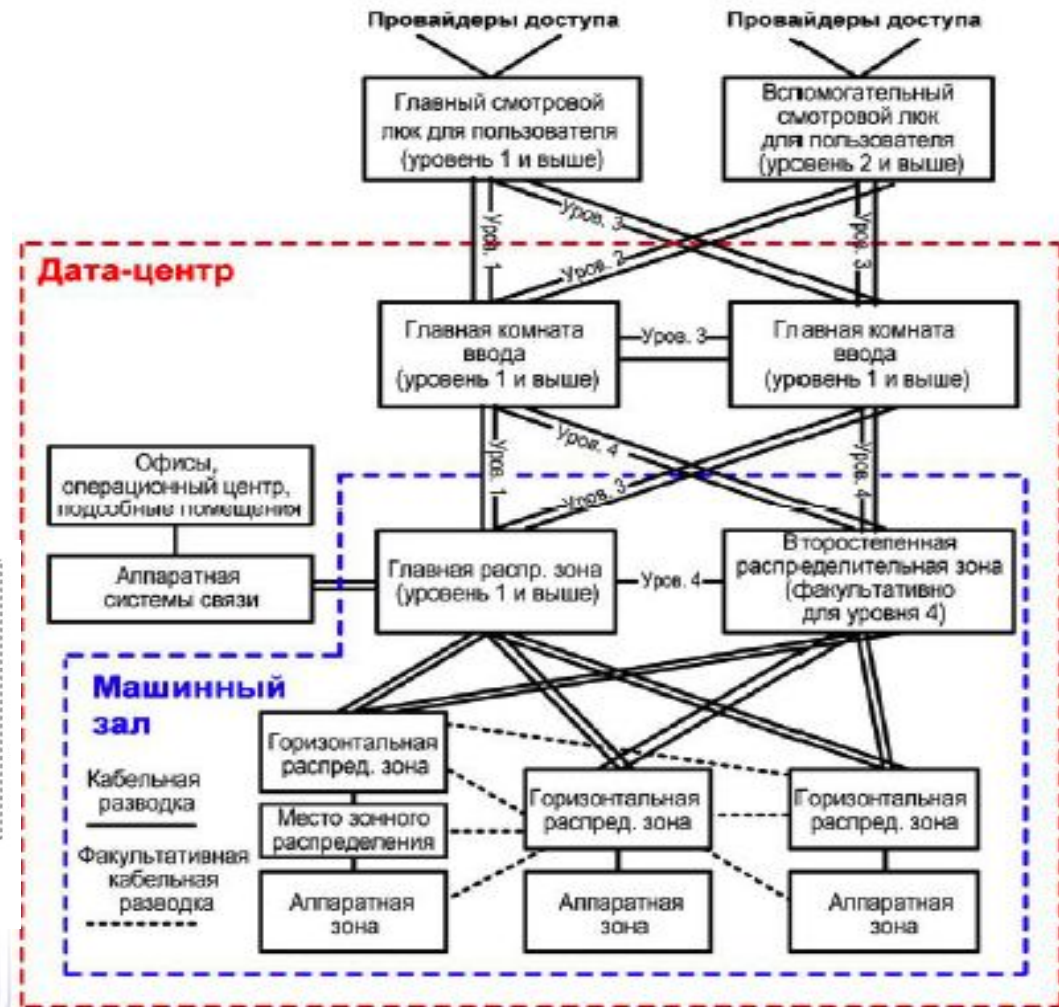 Провайдеры доступа
Провайдеры доступа
Главный смотровой
люк для пользователя
(уровень 1 и выше)
Вспомогательный
смотровой люк
для пользователя
(уровень 2 и выше)
Уров. 1
Уров. 3
Уров. 2
Уров. 3
Дата-центр
Главная комната
ввода
(уровень 1 и выше)
Уров. 3
Главная комната
ввода
(уровень 1 и выше)
Уров. 1
Уров. 4
Уров. 3
Уров. 4
Офисы,
операционный центр,
подсобные помещения
Аппаратная
системы связи
Главная распр. зона
(уровень 1 и выше)
Уров. 4
Второстепенная
распределительная зона
(факультативно
для уровня 4)
Машинный
зал
Горизонтальная
распред. зона
Горизонтальная
распред. зона
Горизонтальная
распред. зона
Кабельная
разводка
Место зонного
распределения
Факультативная
кабельная
разводка
Аппаратная
зона
Аппаратная
зона
Аппаратная
зона